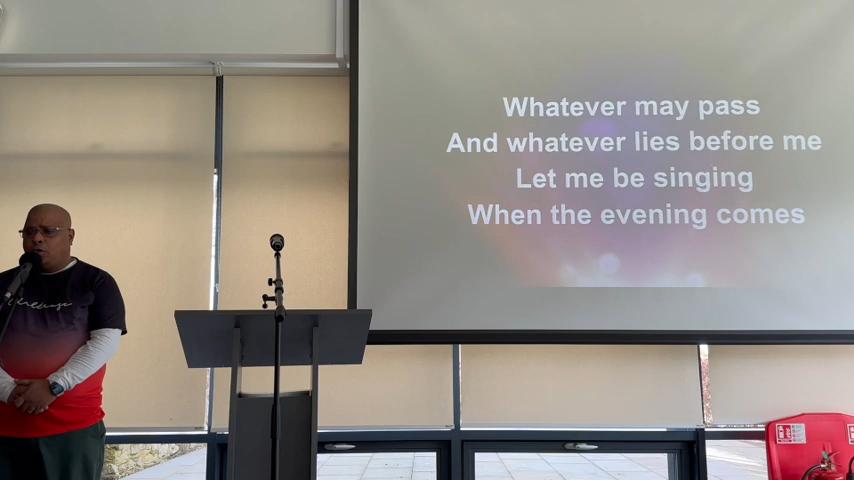 Whatever may pass
And whatever lies before me
Let me be singing
When the evening comes